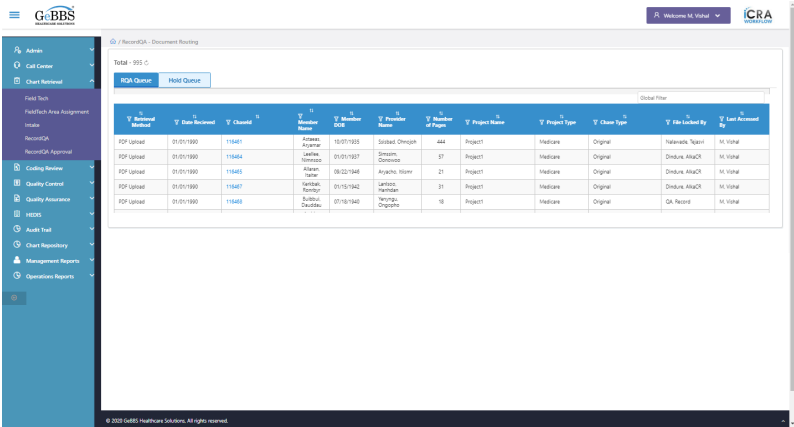 GeBBS
HEALTHCARE SOLUTIONS
Welcome M, Vishal
iCRA
WORKFLOW
/ RecordQA - Document Routing
Admin
Call Center
Chart Retrieval
Field Tech
FieldTech Area Assignment
Intake
RecordQA
RecordQA Approval
Coding Review
Quality Control
Quality Assurance
HEDIS
Audit Trail
Chart Repository
Management Reports
Operations Reports
Total - 995
RQA Queue Hold Queue
Global Filter
Retrieval Method Date Recieved ChaseId Member Name Member DOB Provider Name Number of Pages Project Name Project Type Chase Type File Locked By Last Accessed By
PDF Upload 01/01/1990 116461 Aryamar 10/07/1935 444 Project1 Medicare Original Nalawade, Tejasvi M, Vishal
PDF Upload 01/01/1990 116464 01/01/1937 57 Project1 Medicare Original Dindure, AlkaCR M, Vishal
PDF Upload 01/01/1990 116465 09/22/1946 21 Project1 Medicare Original Dindure, AlkaCR M, Vishal
PDF Upload 01/01/1990 116467 01/15/1942 31 Project1 Medicare Original Dindure, AlkaCR M, Vishal
PDF Upload 01/01/1990 116468 07/18/1940 18 Project1 Medicare Original QA, Record M, Vishal
© 2020 GeBBS Healthcare Solutions, All rights reserved.